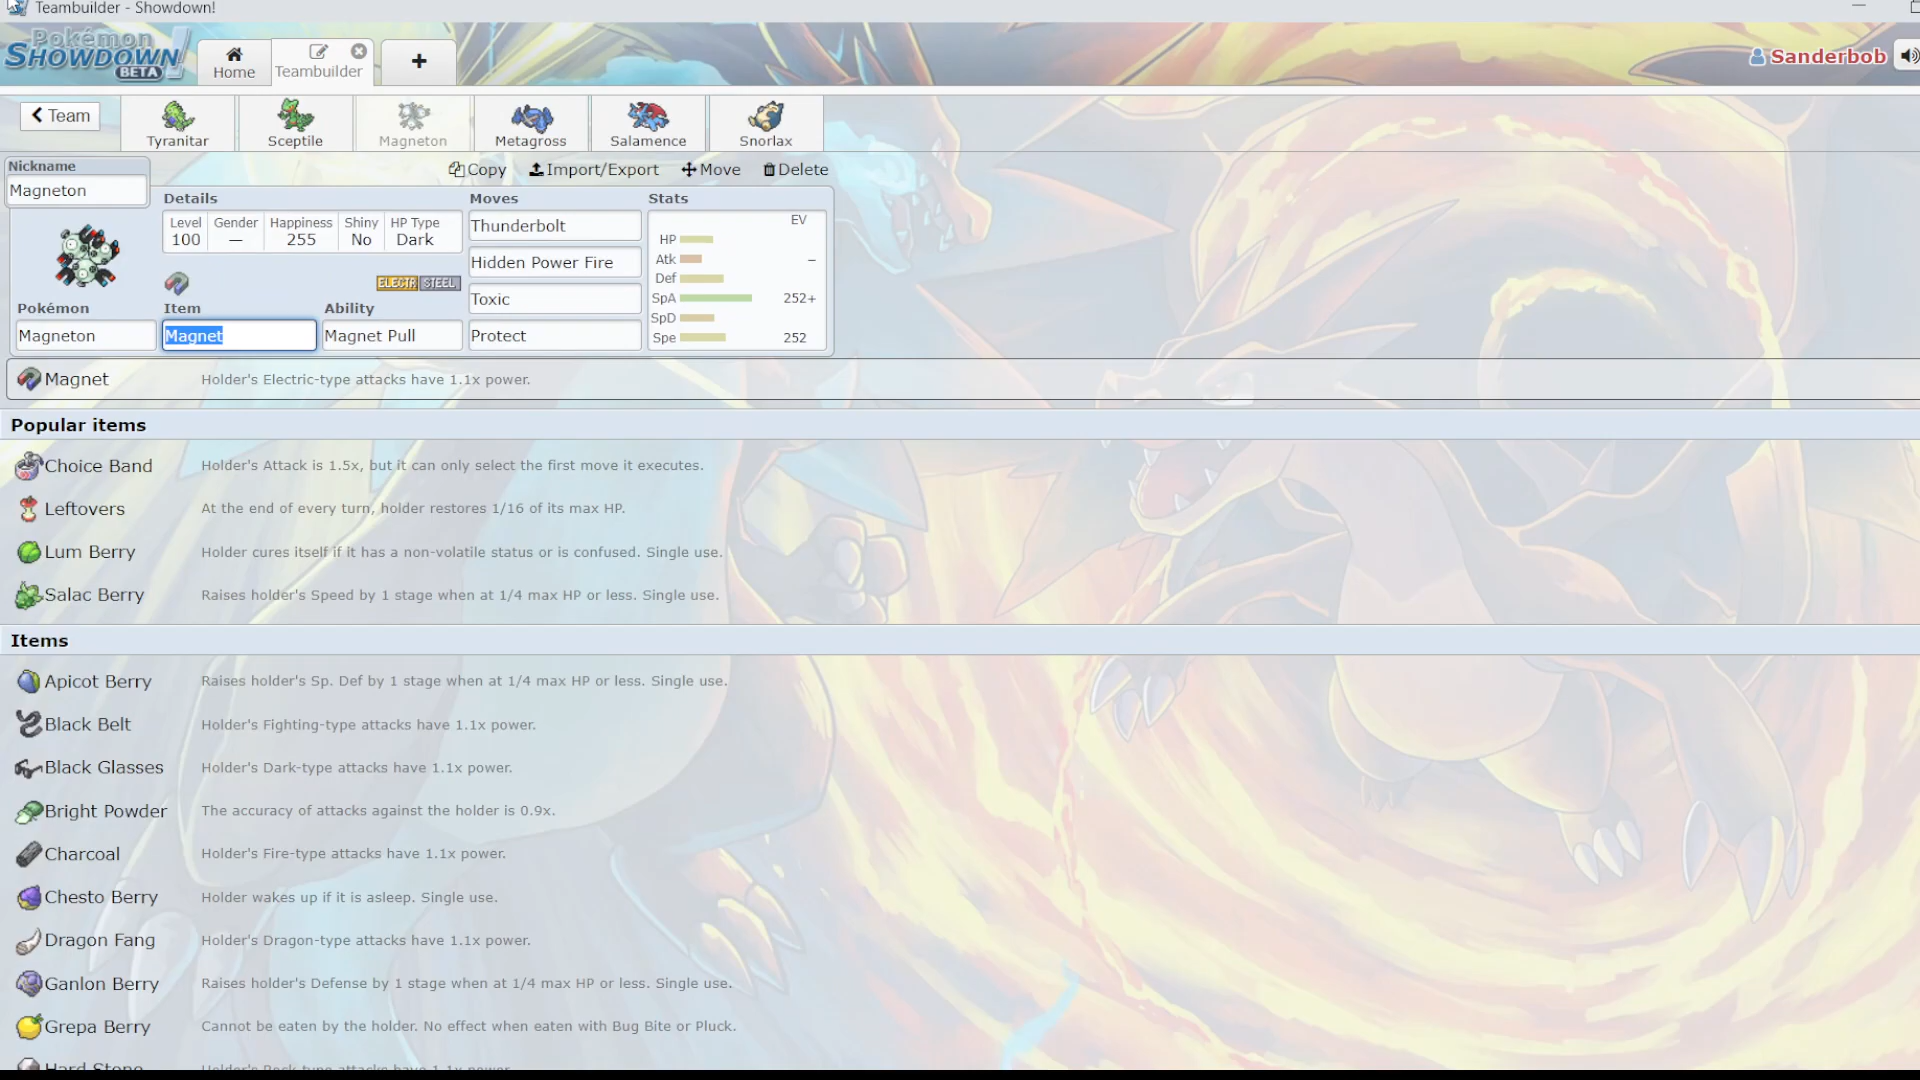 Teambuilder - Showdown!
Pokémon
SHOWDOWN!
BETA
Home
Teambuilder
+
Sanderbob
Team
Tyranitar
Sceptile
Magneton
Metagross
Salamence
Snorlax
Nickname
Magneton
Copy
Import/Export
Move
Delete
Details
Level
100
Gender
—
Happiness
255
Shiny
No
HP Type
Dark
ELECTR
STEEL
Pokémon
Magneton
Item
Magnet
Ability
Magnet Pull
Moves
Thunderbolt
Hidden Power Fire
Toxic
Protect
Stats
EV
HP
Atk –
Def
SpA 252+
SpD
Spe 252
Magnet Holder's Electric-type attacks have 1.1x power.
Popular items
Choice Band Holder's Attack is 1.5x, but it can only select the first move it executes.
Leftovers At the end of every turn, holder restores 1/16 of its max HP.
Lum Berry Holder cures itself if it has a non-volatile status or is confused. Single use.
Salac Berry Raises holder's Speed by 1 stage when at 1/4 max HP or less. Single use.
Items
Apicot Berry Raises holder's Sp. Def by 1 stage when at 1/4 max HP or less. Single use.
Black Belt Holder's Fighting-type attacks have 1.1x power.
Black Glasses Holder's Dark-type attacks have 1.1x power.
Bright Powder The accuracy of attacks against the holder is 0.9x.
Charcoal Holder's Fire-type attacks have 1.1x power.
Chesto Berry Holder wakes up if it is asleep. Single use.
Dragon Fang Holder's Dragon-type attacks have 1.1x power.
Ganlon Berry Raises holder's Defense by 1 stage when at 1/4 max HP or less. Single use.
Grepa Berry Cannot be eaten by the holder. No effect when eaten with Bug Bite or Pluck.
Hard Stone Holder's Rock-type attacks have 1.1x power.